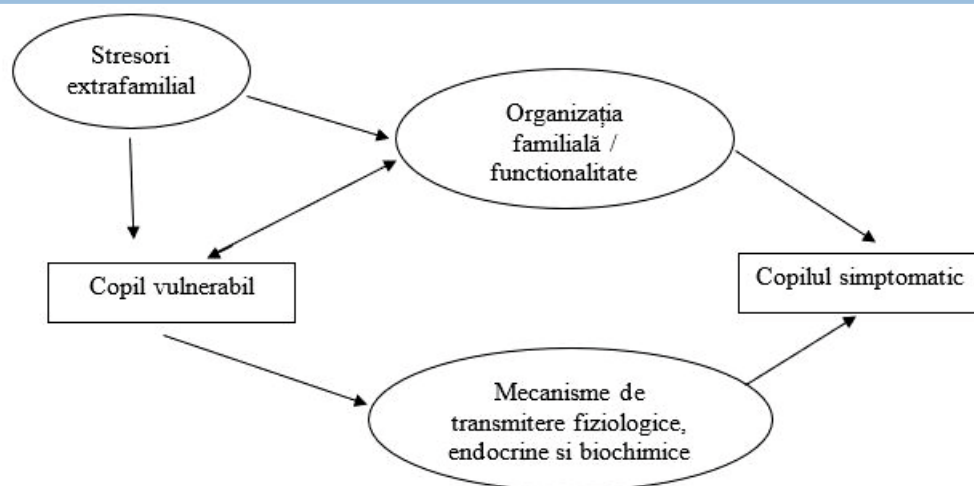 Stresori
extrafamilial
Organizația
familială /
functionalitate
Copil vulnerabil
Copilul simptomatic
Mecanisme de
transmitere fiziologice,
endocrine si biochimice